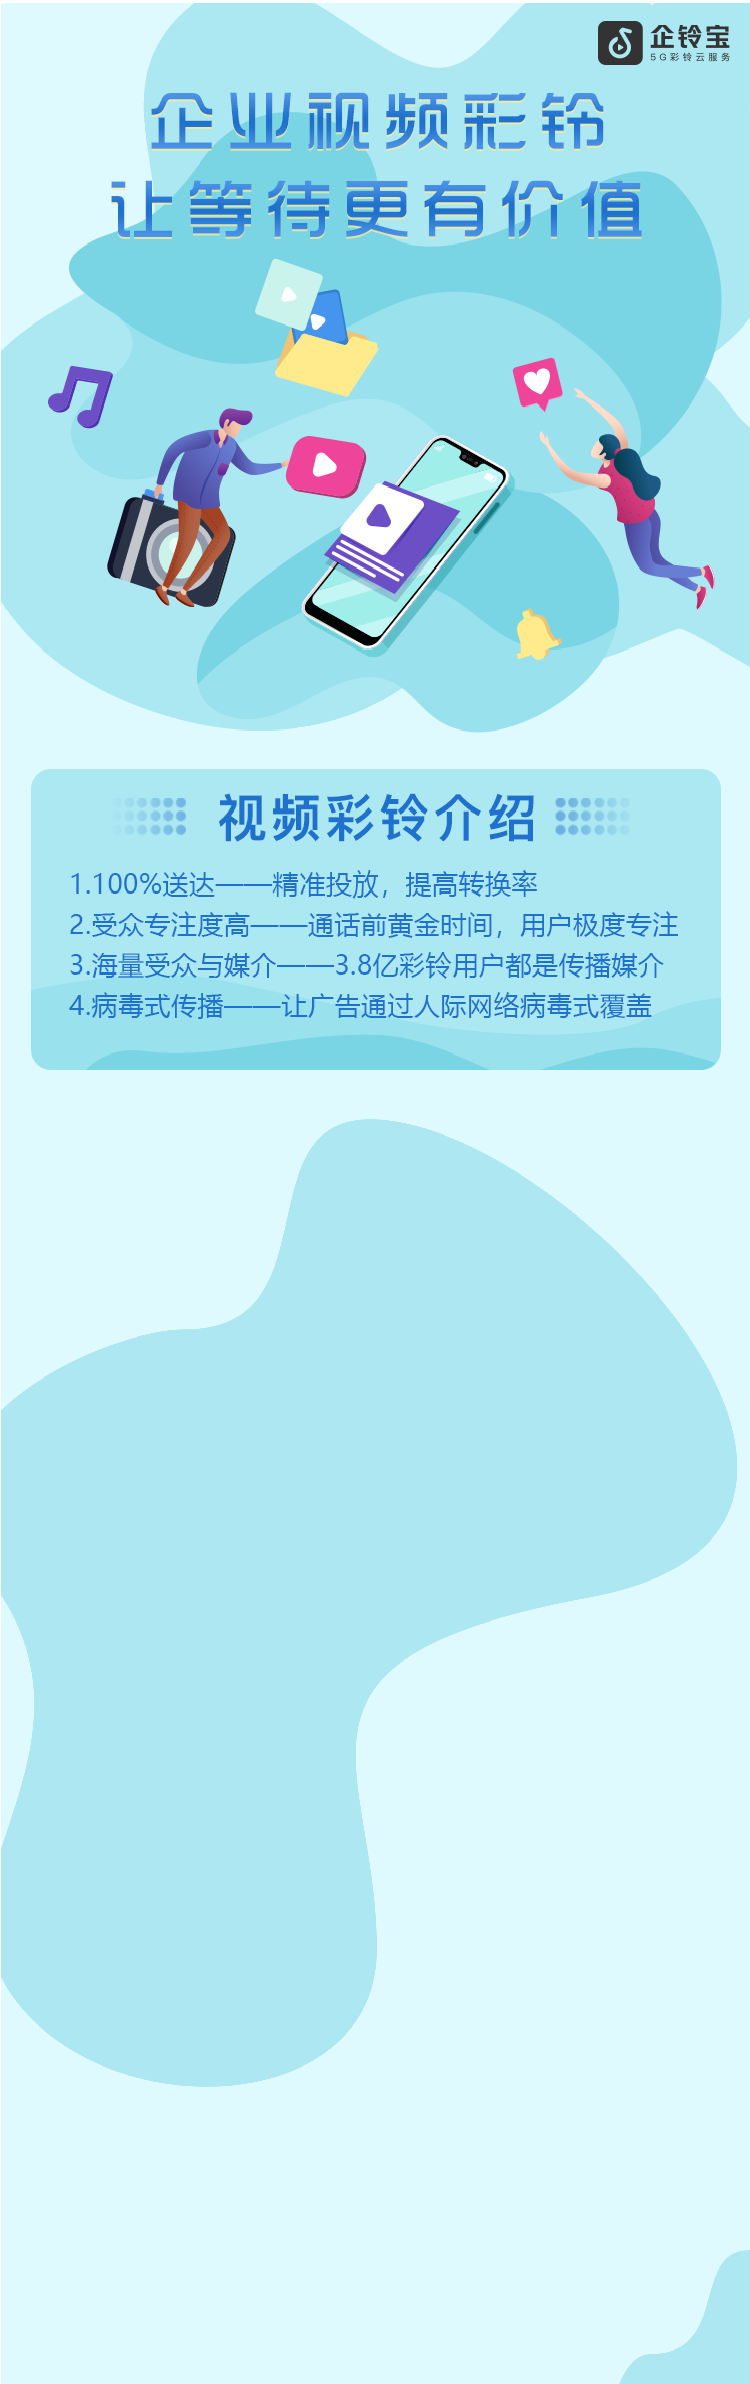 企铃宝
5G彩铃云服务
企业视频彩铃
让等待更有价值
视频彩铃介绍
1.100%送达——精准投放，提高转换率
2.受众专注度高——通话前黄金时间，用户极度专注
3.海量受众与媒介——3.8亿彩铃用户都是传播媒介
4.病毒式传播——让广告通过人际网络病毒式覆盖